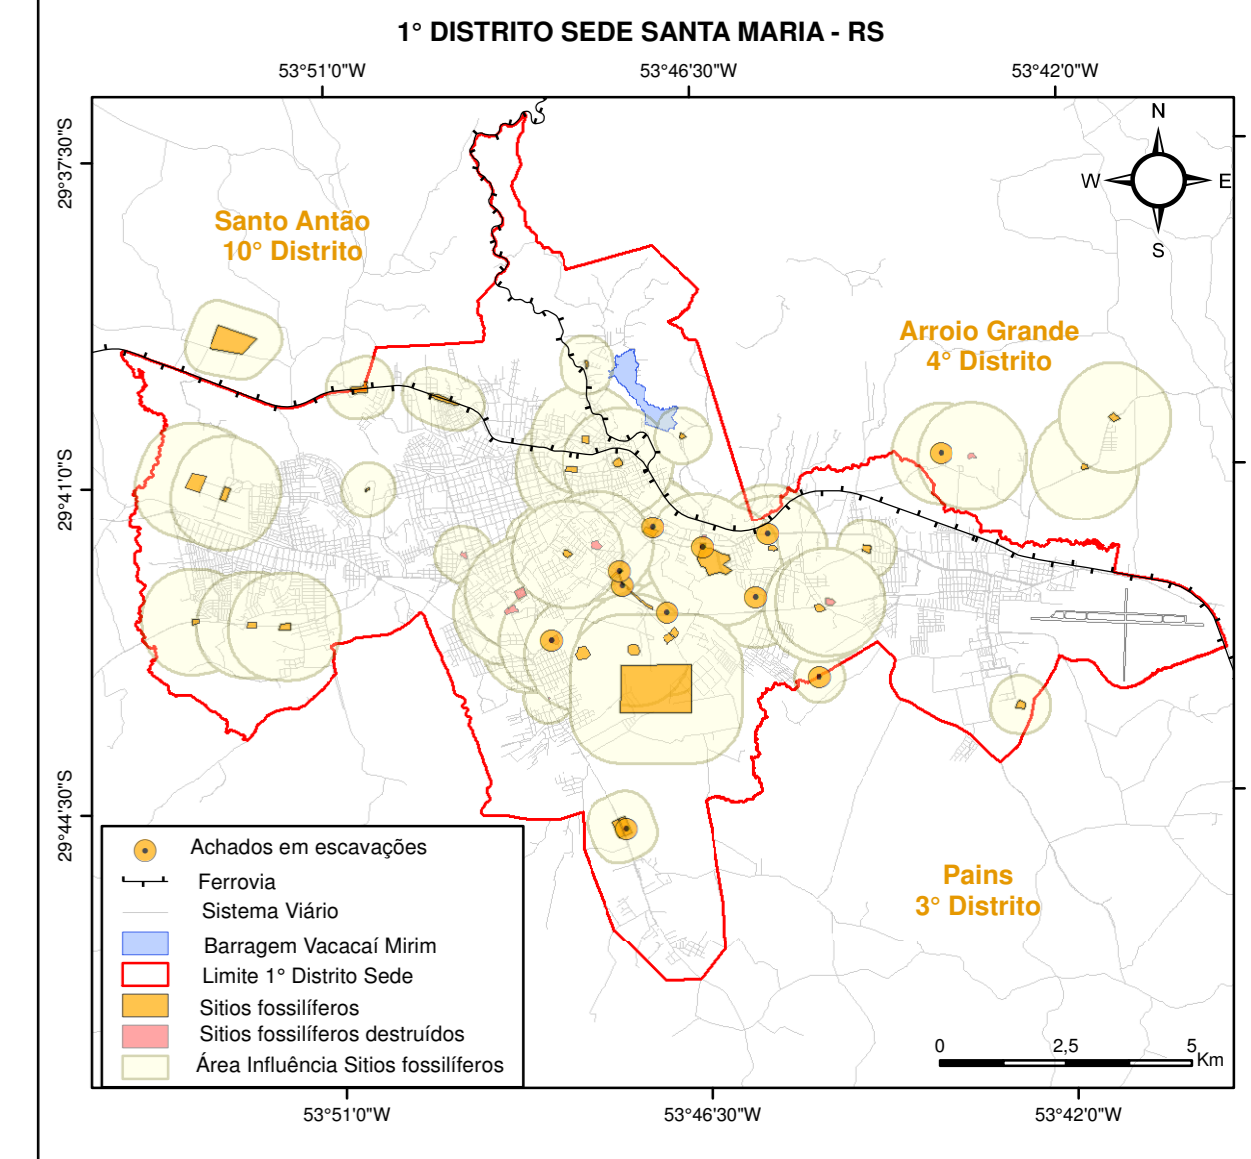 1° DISTRITO SEDE SANTA MARIA - RS
53°51'0"W
53°46'30"W
53°42'0"W
29°37'30"S
29°41'0"S
29°44'30"S
N
W
E
S
Santo Antão
10° Distrito
Arroio Grande
4° Distrito
Pains
3° Distrito
Achados em escavações
Ferrovia
Sistema Viário
Barragem Vacacaí Mirim
Limite 1° Distrito Sede
Sitios fossilíferos
Sitios fossilíferos destruídos
Área Influência Sitios fossilíferos
0
2,5
5
Km
53°51'0"W
53°46'30"W
53°42'0"W